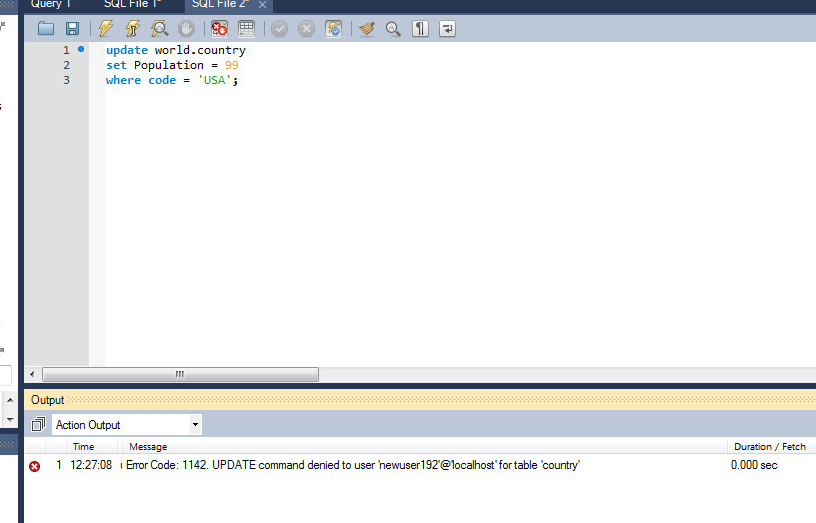 Query 1
SQL File 1*
SQL File 2*
1 update world.country
2 set Population = 99
3 where code = 'USA';
Output
Action Output
Time Message Duration / Fetch
1 12:27:08 Error Code: 1142. UPDATE command denied to user 'newuser192'@'localhost' for table 'country' 0.000 sec